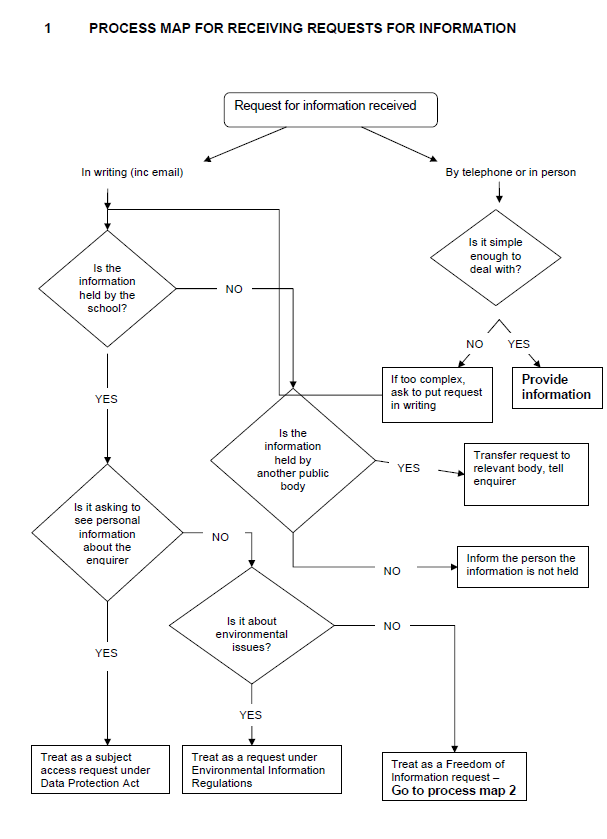 1 PROCESS MAP FOR RECEIVING REQUESTS FOR INFORMATION
Request for information received
In writing (inc email)
By telephone or in person
Is it simple
enough to
deal with?
Is the
information
held by the
school?
NO
NO
YES
If too complex,
ask to put request
in writing
Provide
information
YES
Is the
information
held by
another public
body
YES
Transfer request to
relevant body, tell
enquirer
Is it asking to
see personal
information
about the
enquirer
NO
NO
Inform the person the
information is not held
Is it about
environmental
issues?
NO
YES
YES
Treat as a subject
access request under
Data Protection Act
Treat as a request under
Environmental Information
Regulations
Treat as a Freedom of
Information request –
Go to process map 2